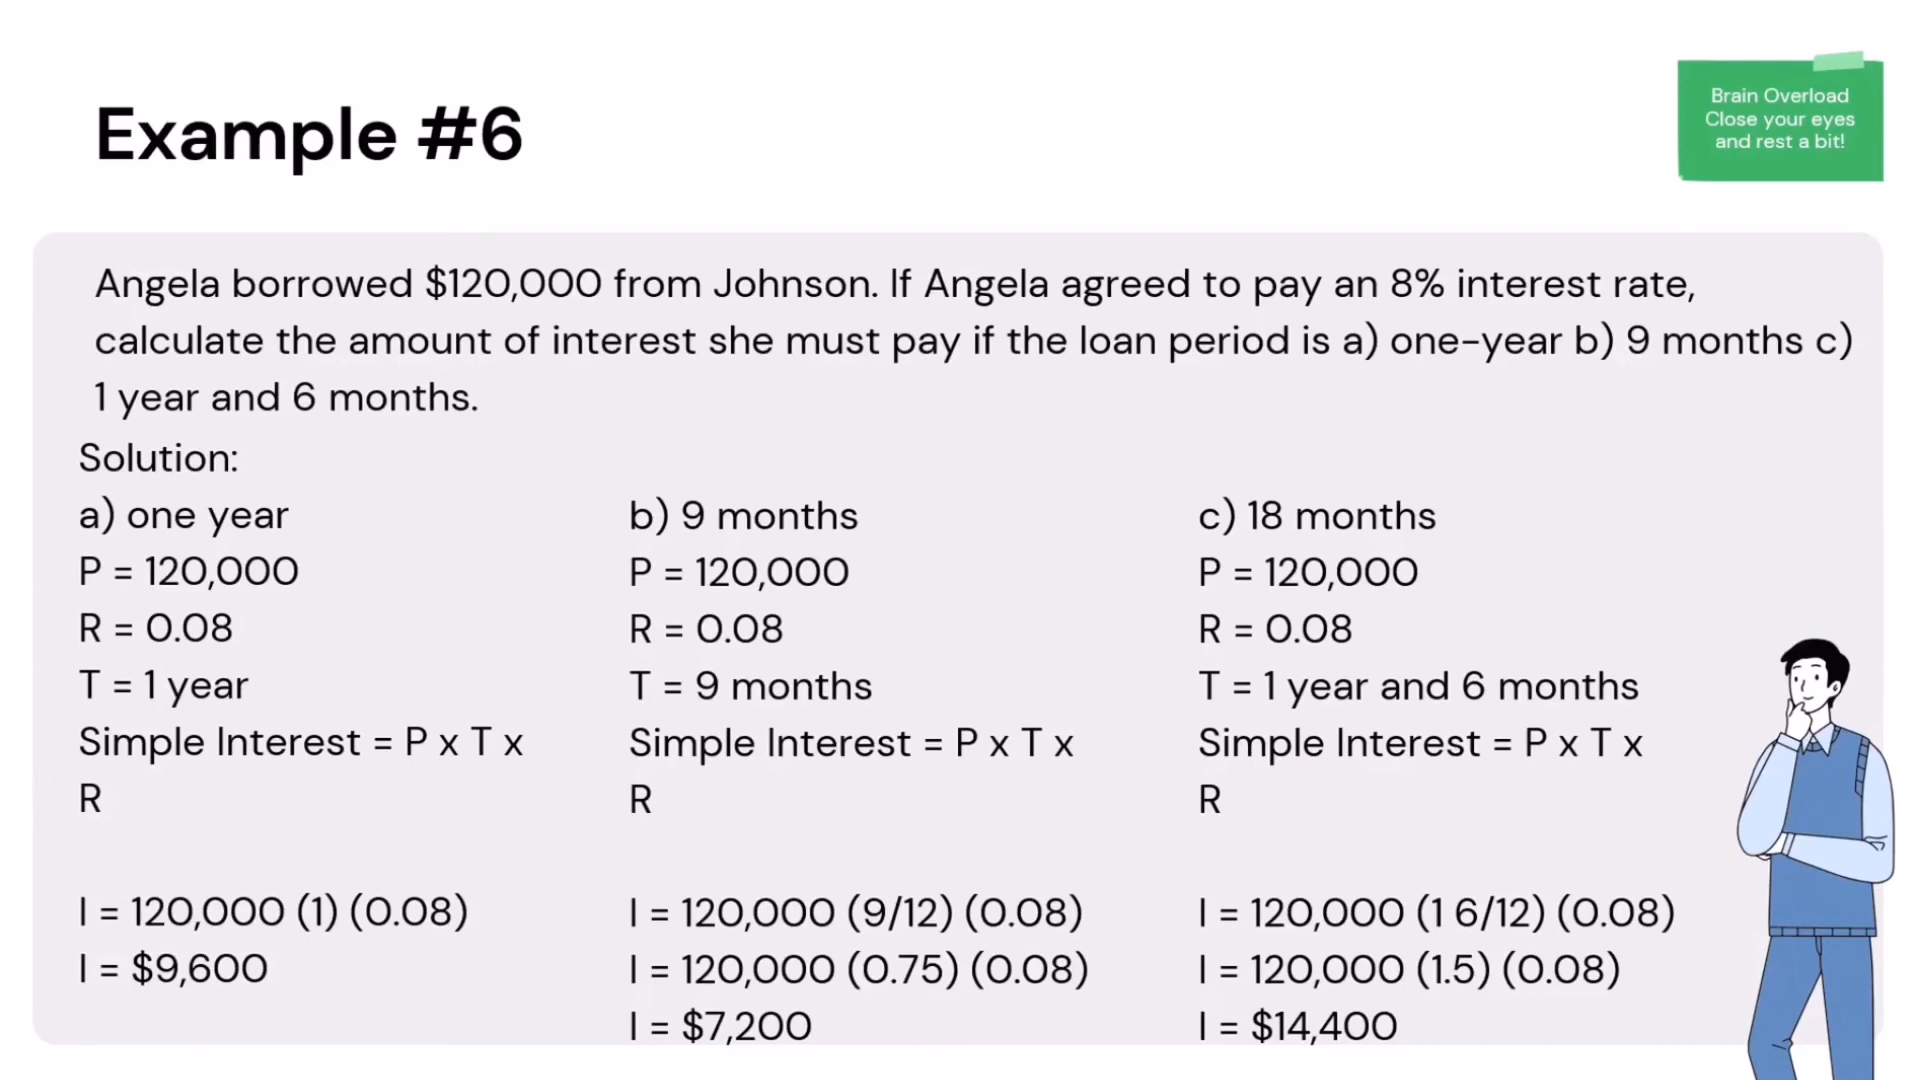 Example #6
Brain Overload
Close your eyes
and rest a bit!
Angela borrowed $120,000 from Johnson. If Angela agreed to pay an 8% interest rate,
calculate the amount of interest she must pay if the loan period is a) one-year b) 9 months c)
1 year and 6 months.
Solution:
a) one year
P = 120,000
R = 0.08
T = 1 year
Simple Interest = P x T x
R
I = 120,000 (1) (0.08)
I = $9,600
b) 9 months
P = 120,000
R = 0.08
T = 9 months
Simple Interest = P x T x
R
I = 120,000 (9/12) (0.08)
I = 120,000 (0.75) (0.08)
I = $7,200
c) 18 months
P = 120,000
R = 0.08
T = 1 year and 6 months
Simple Interest = P x T x
R
I = 120,000 (1 6/12) (0.08)
I = 120,000 (1.5) (0.08)
I = $14,400